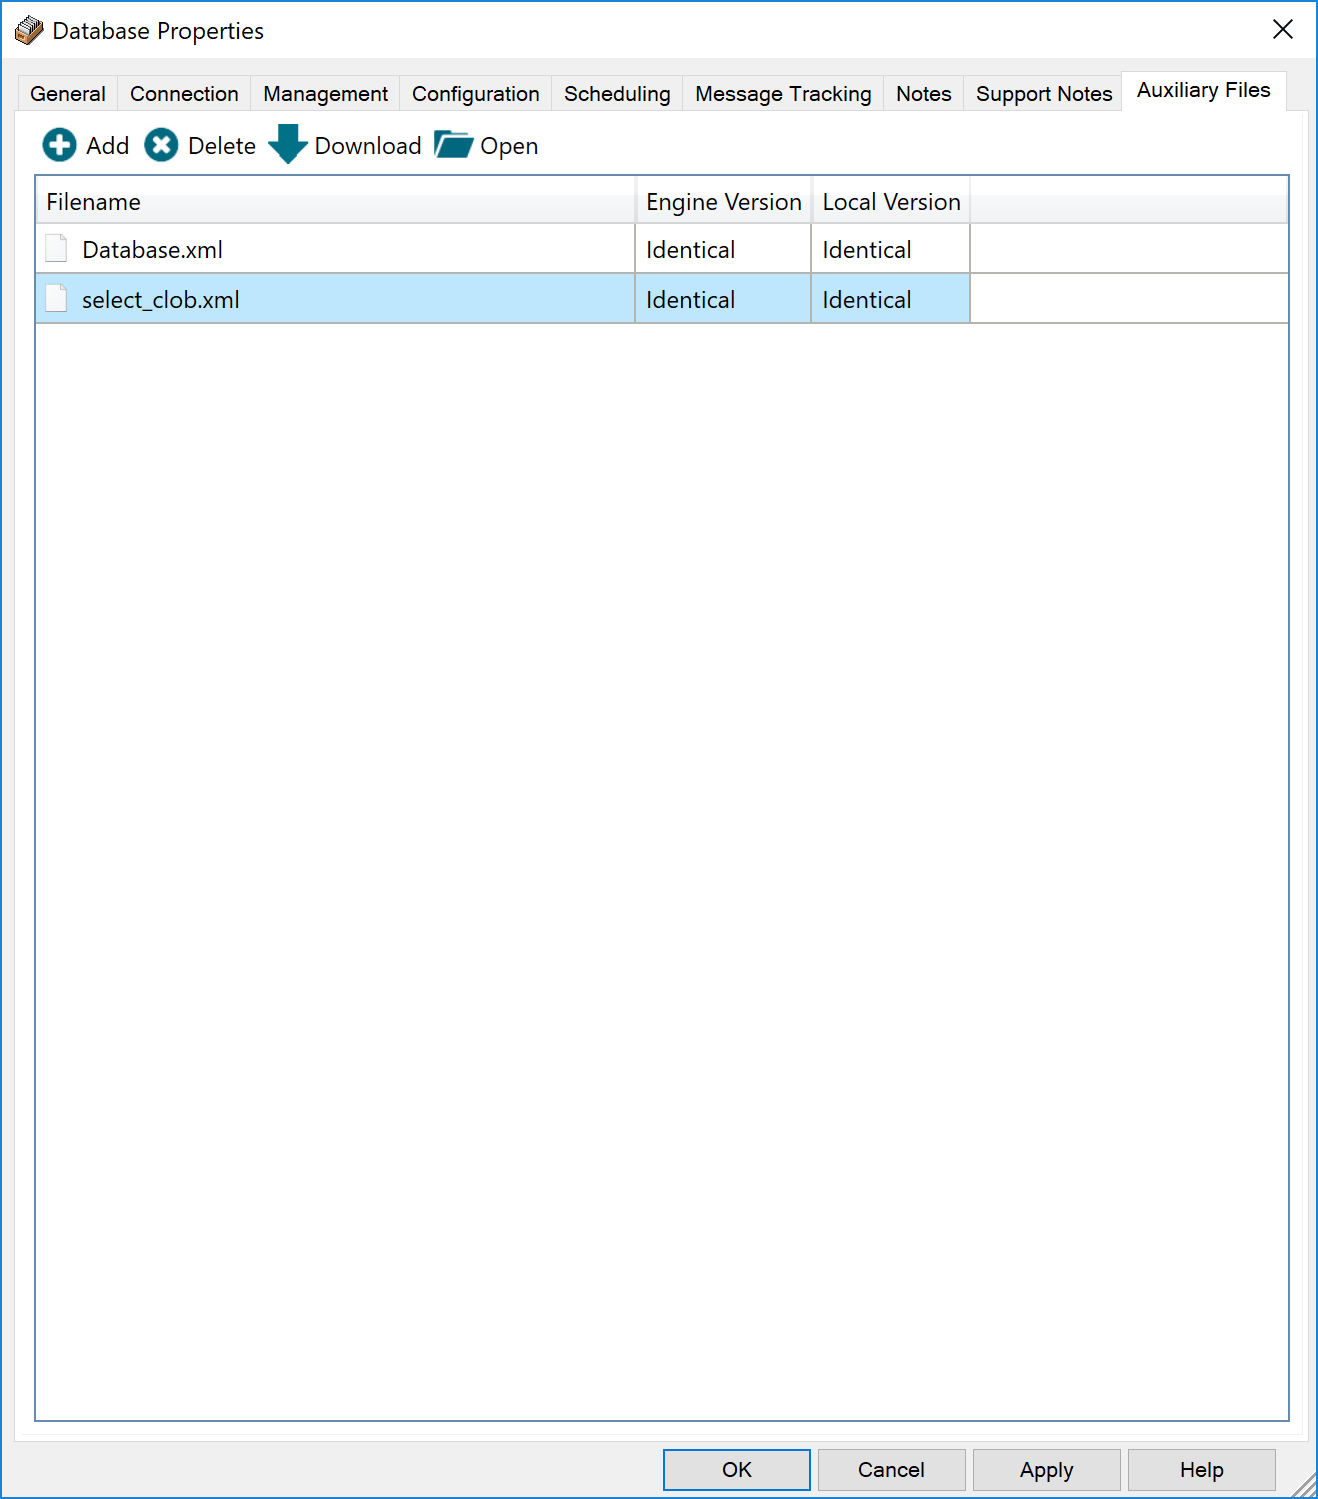 Database Properties
General Connection Management Configuration Scheduling Message Tracking Notes Support Notes Auxiliary Files
Add Delete Download Open
Filename Engine Version Local Version
Database.xml Identical Identical
select_clob.xml Identical Identical
OK Cancel Apply Help